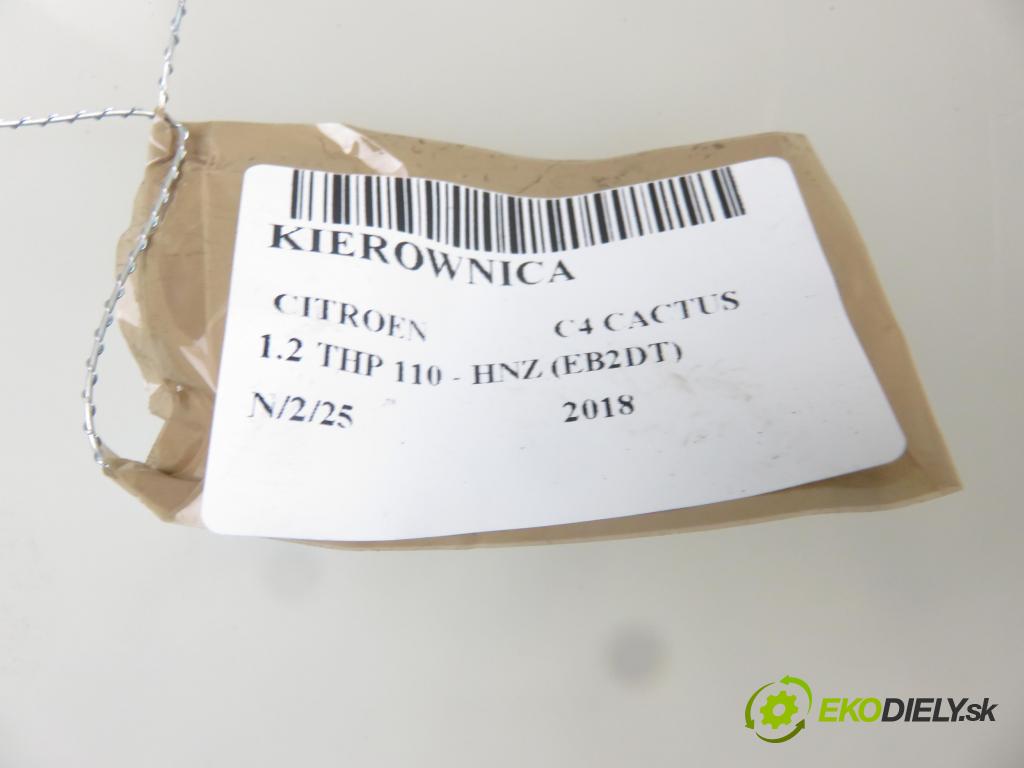 KIEROWNICA
CITROEN C4 CACTUS
1.2 THP 110 - HNZ (EB2DT)
N/2/25 2018
EKODIELY.sk